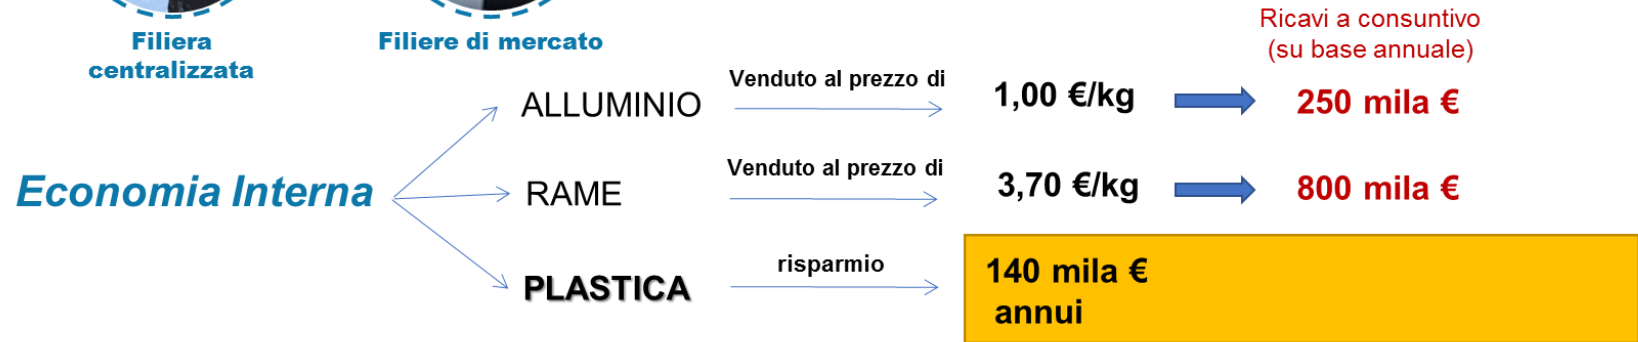 Filiera
centralizzata
Filiere di mercato
Ricavi a consuntivo
(su base annuale)
Economia Interna
ALLUMINIO
Venduto al prezzo di
1,00 €/kg
250 mila €
RAME
Venduto al prezzo di
3,70 €/kg
800 mila €
PLASTICA
risparmio
140 mila €
annui